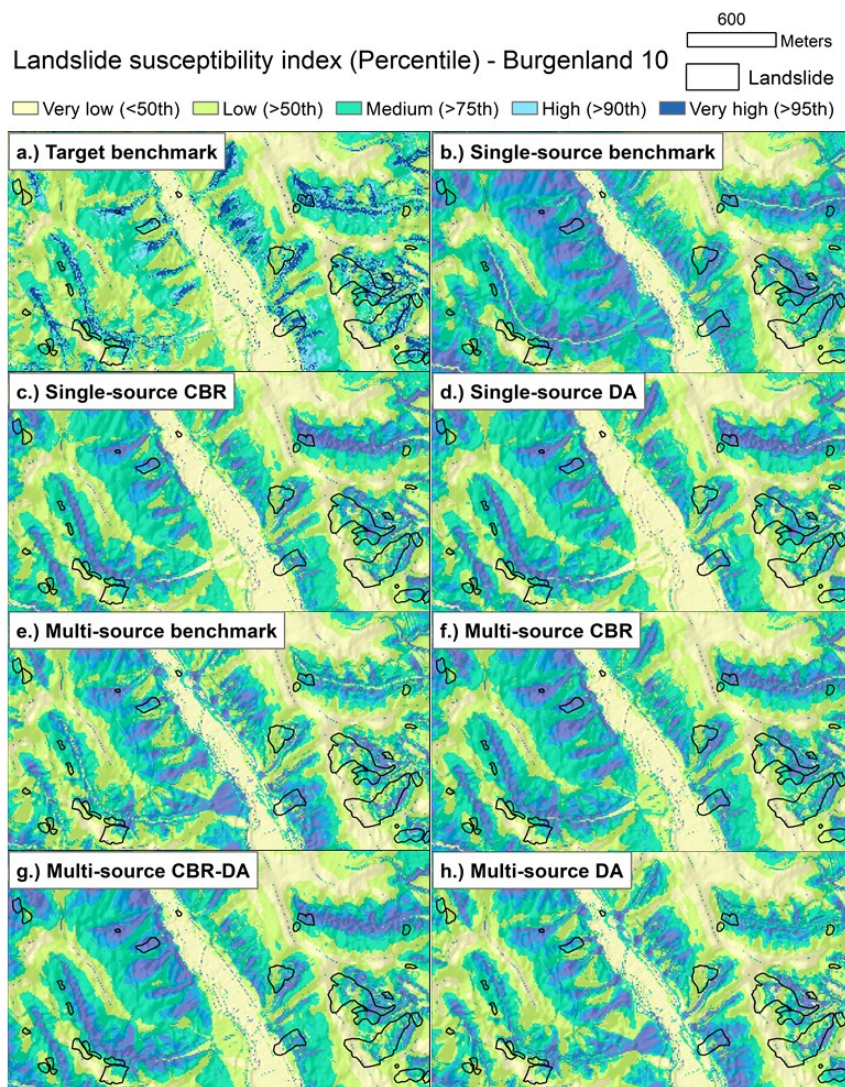 600
Meters
Landslide susceptibility index (Percentile) - Burgenland 10
Landslide
Very low (<50th) Low (>50th) Medium (>75th) High (>90th) Very high (>95th)
a.) Target benchmark
b.) Single-source benchmark
c.) Single-source CBR
d.) Single-source DA
e.) Multi-source benchmark
f.) Multi-source CBR
g.) Multi-source CBR-DA
h.) Multi-source DA